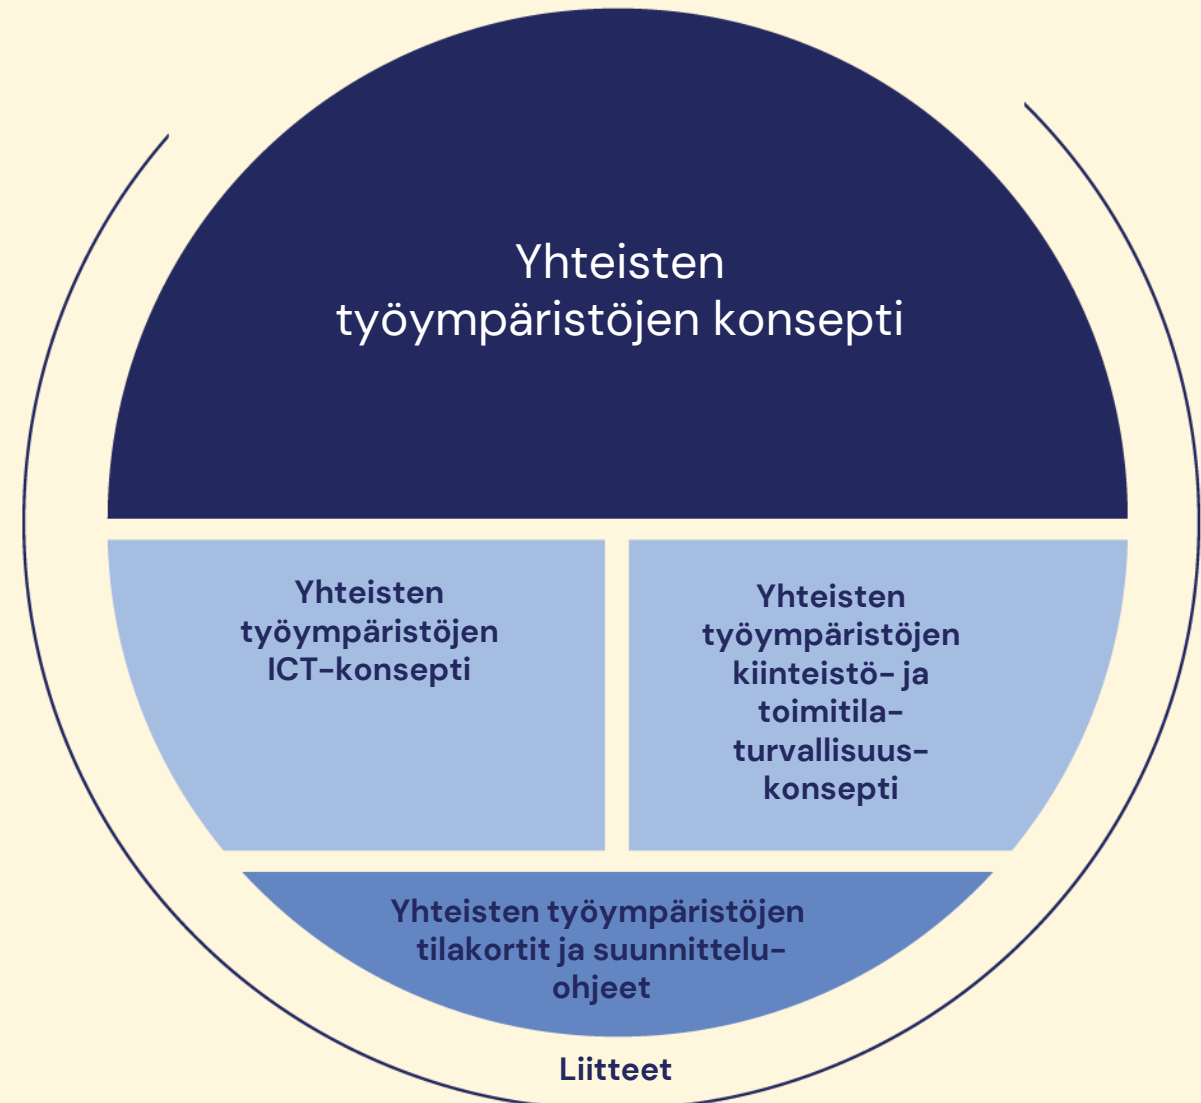 Yhteisten
työympäristöjen konsepti
Yhteisten
työympäristöjen
ICT-konsepti
Yhteisten
työympäristöjen
kiinteistö- ja
toimitila-
turvallisuus-
konsepti
Yhteisten työympäristöjen
tilakortit ja suunnittelu-
ohjeet
Liitteet